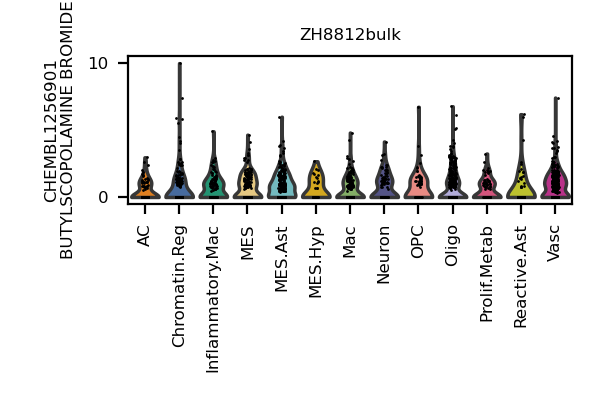 ZH8812bulk
CHEMBL1256901
BUTYLSCOPOLAMINE BROMIDE
10
0
AC
Chromatin.Reg
Inflammatory.Mac
MES
MES.Ast
MES.Hyp
Mac
Neuron
OPC
Oligo
Prolif.Metab
Reactive.Ast
Vasc